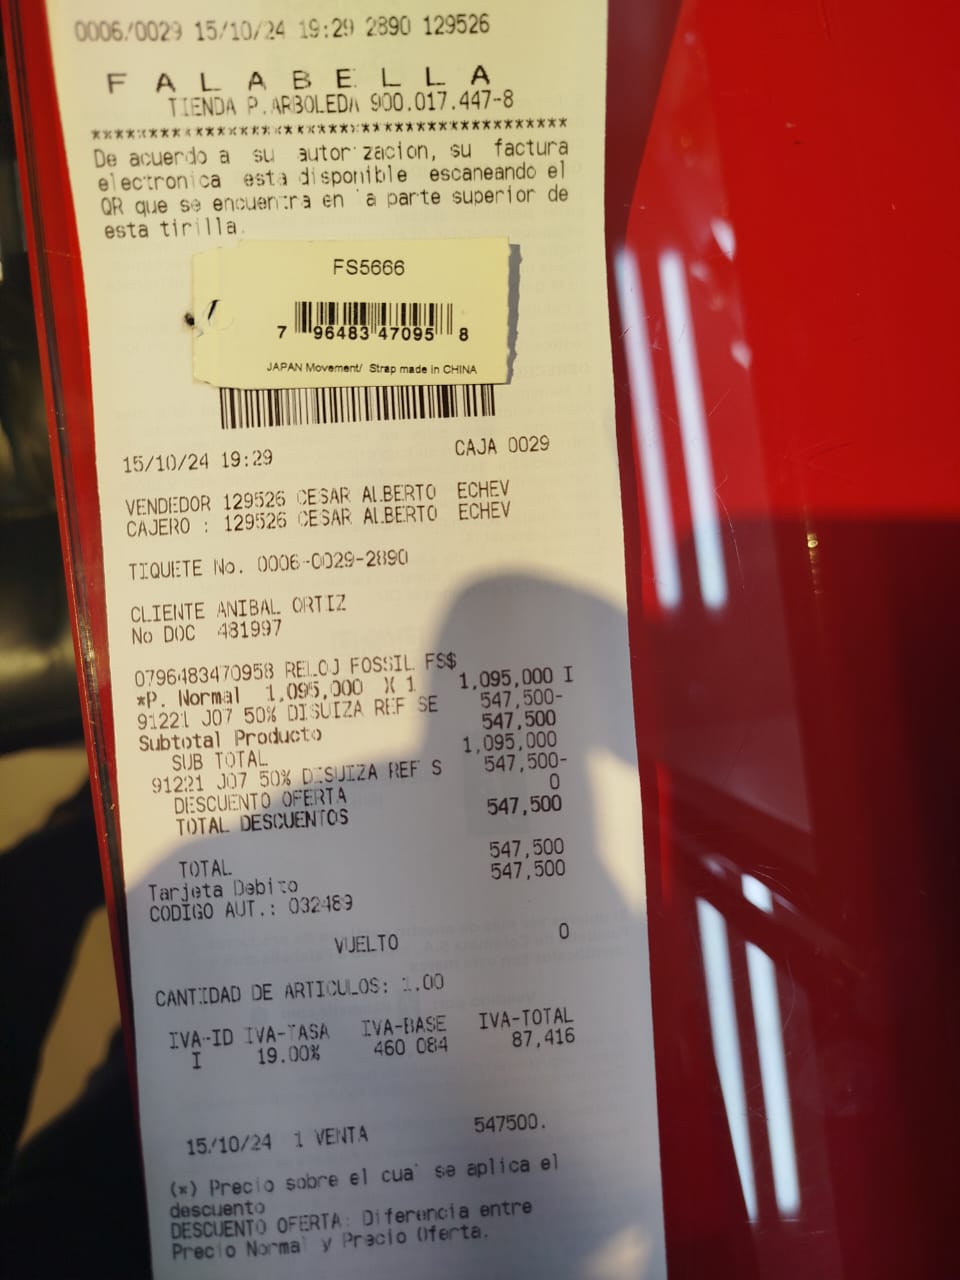 0006/0029 15/10/24 19:29 2890 129526
F A L A B E L L A
TIENDA P.ARBOLEDA 900.017.447-8
*******************************************
De acuerdo a su autorizacion, su factura
electronica esta disponible escaneando el
QR que se encuentra en la parte superior de
esta tirilla.
FS5666
7 96483 47095 8
JAPAN Movement/ Strap made in CHINA
15/10/24 19:29 CAJA 0029
VENDEDOR 129526 CESAR ALBERTO ECHEV
CAJERO : 129526 CESAR ALBERTO ECHEV
TIQUETE No. 0006-0029-2890
CLIENTE ANIBAL ORTIZ
No DOC 481997
0796483470958 RELOJ FOSSIL FS$
*P. Normal 1,095,000 X 1 1,095,000 I
91221 J07 50% DISUIZA REF SE 547,500-
Subtotal Producto 547,500
SUB TOTAL 1,095,000
91221 J07 50% DISUIZA REF S 547,500-
DESCUENTO OFERTA 0
TOTAL DESCUENTOS 547,500
TOTAL 547,500
Tarjeta Debito 547,500
CODIGO AUT.: 032489
VUELTO 0
CANTIDAD DE ARTICULOS: 1.00
IVA-ID IVA-TASA IVA-BASE IVA-TOTAL
I 19.00% 460 084 87,416
15/10/24 1 VENTA 547500.
(*) Precio sobre el cual se aplica el
descuento
DESCUENTO OFERTA: Diferencia entre
Precio Normal y Precio Oferta.